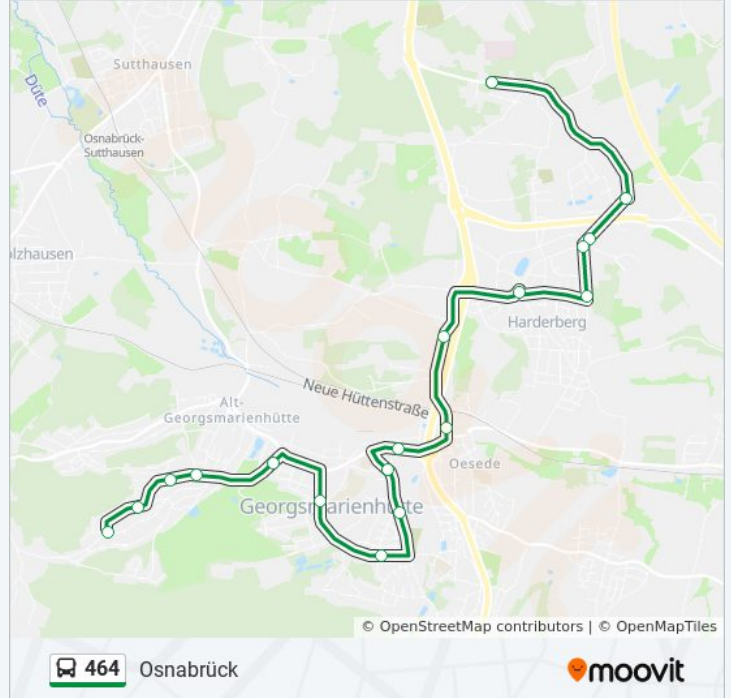 Sutthausen
Düte
Osnabrück-
Sutthausen
olzhausen
Harderberg
Neue Hüttenstraße
Alt-
Georgsmarienhütte
Oesede
Georgsmarienhütte
© OpenStreetMap contributors | © OpenMapTiles
464 Osnabrück
moovit